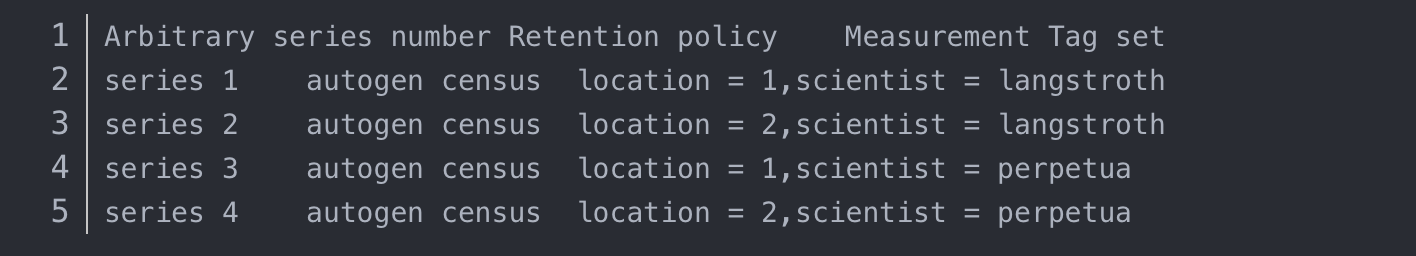 1 Arbitrary series number Retention policy    Measurement Tag set
2 series 1    autogen census  location = 1,scientist = langstroth
3 series 2    autogen census  location = 2,scientist = langstroth
4 series 3    autogen census  location = 1,scientist = perpetua
5 series 4    autogen census  location = 2,scientist = perpetua